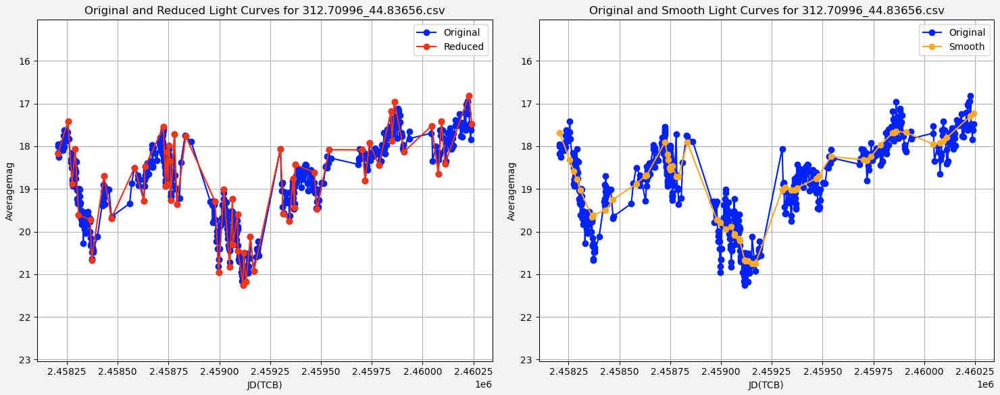 Original and Reduced Light Curves for 312.70996_44.83656.csv
Original
Reduced
Averagemag
16
17
18
19
20
21
22
23
2.45825 2.45850 2.45875 2.45900 2.45925 2.45950 2.45975 2.46000 2.46025
JD(TCB)
1e6
Original and Smooth Light Curves for 312.70996_44.83656.csv
Original
Smooth
Averagemag
16
17
18
19
20
21
22
23
2.45825 2.45850 2.45875 2.45900 2.45925 2.45950 2.45975 2.46000 2.46025
JD(TCB)
1e6